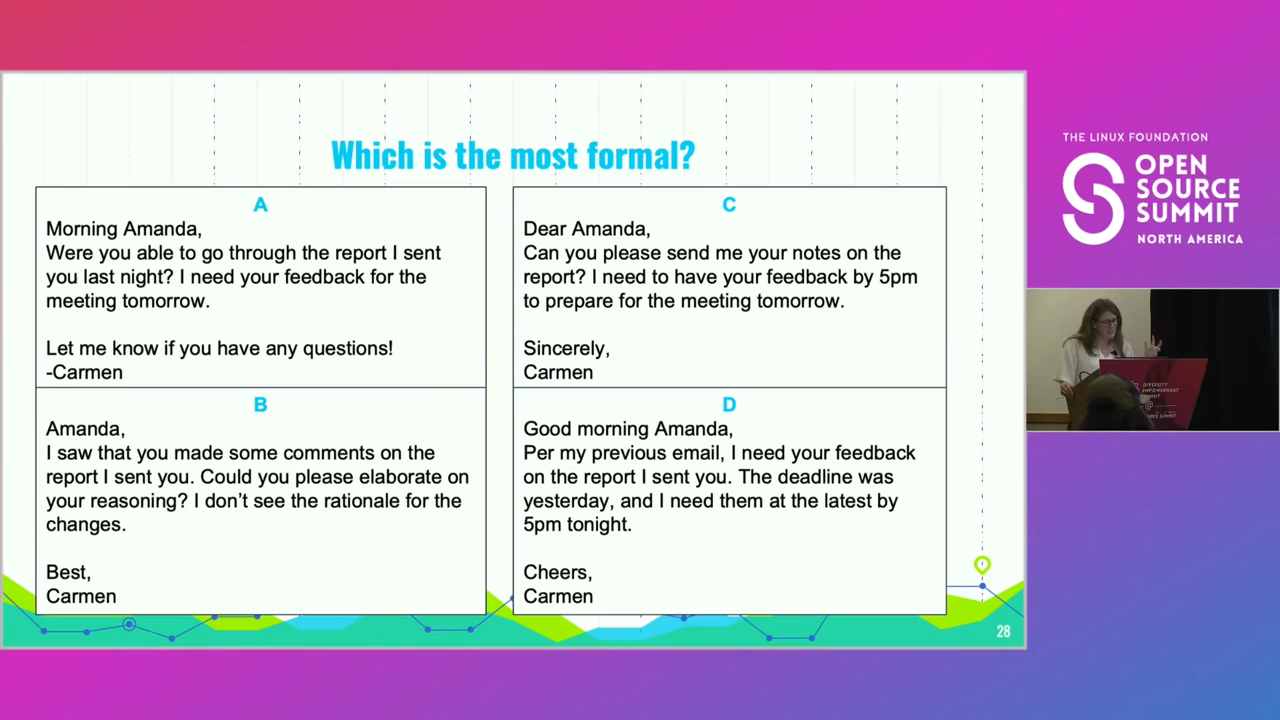 Which is the most formal?
A
Morning Amanda,
Were you able to go through the report I sent
you last night? I need your feedback for the
meeting tomorrow.
Let me know if you have any questions!
-Carmen
B
Amanda,
I saw that you made some comments on the
report I sent you. Could you please elaborate on
your reasoning? I don't see the rationale for the
changes.
Best,
Carmen
C
Dear Amanda,
Can you please send me your notes on the
report? I need to have your feedback by 5pm
to prepare for the meeting tomorrow.
Sincerely,
Carmen
D
Good morning Amanda,
Per my previous email, I need your feedback
on the report I sent you. The deadline was
yesterday, and I need them at the latest by
5pm tonight.
Cheers,
Carmen
28
THE LINUX FOUNDATION
OPEN
SOURCE
SUMMIT
NORTH AMERICA
DIVERSITY
EMPOWERMENT
SUMMIT